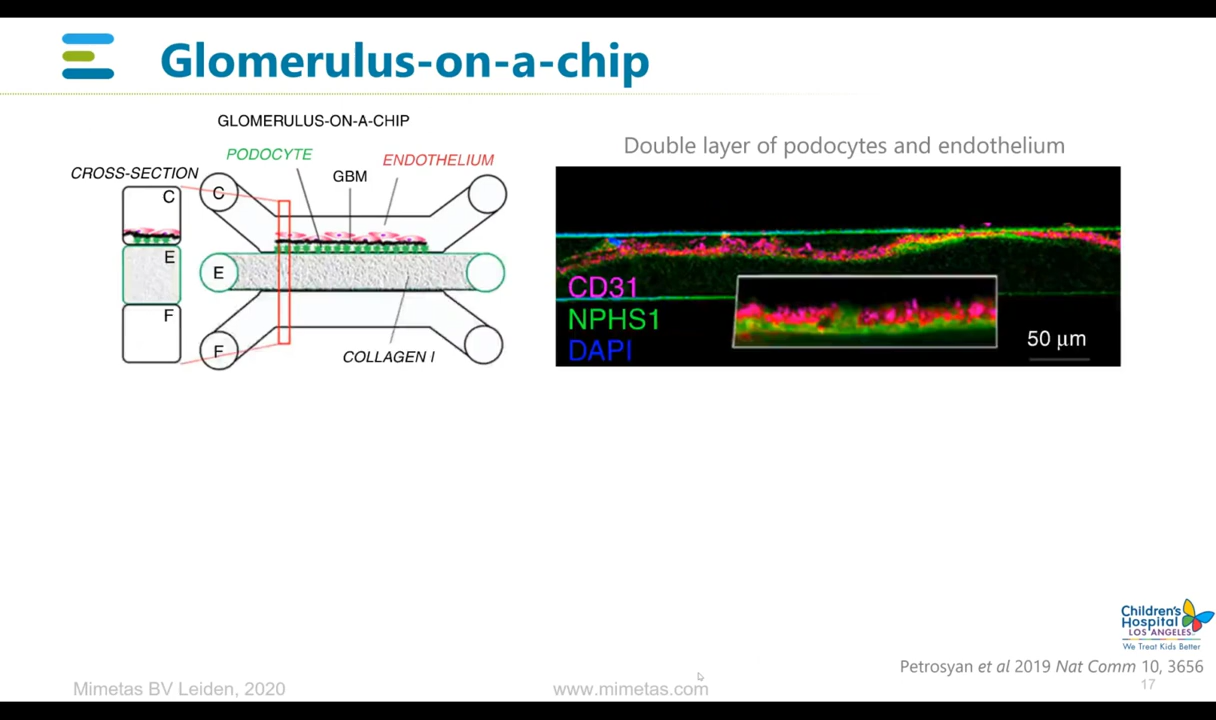 Glomerulus-on-a-chip
GLOMERULUS-ON-A-CHIP
PODOCYTE
ENDOTHELIUM
CROSS-SECTION
GBM
C
C
E
E
F
F
COLLAGEN I
Double layer of podocytes and endothelium
CD31
NPHS1
DAPI
50 µm
Children's
Hospital
LOS ANGELES
We Treat Kids Better
Petrosyan et al 2019 Nat Comm 10, 3656
Mimetas BV Leiden, 2020
www.mimetas.com
17